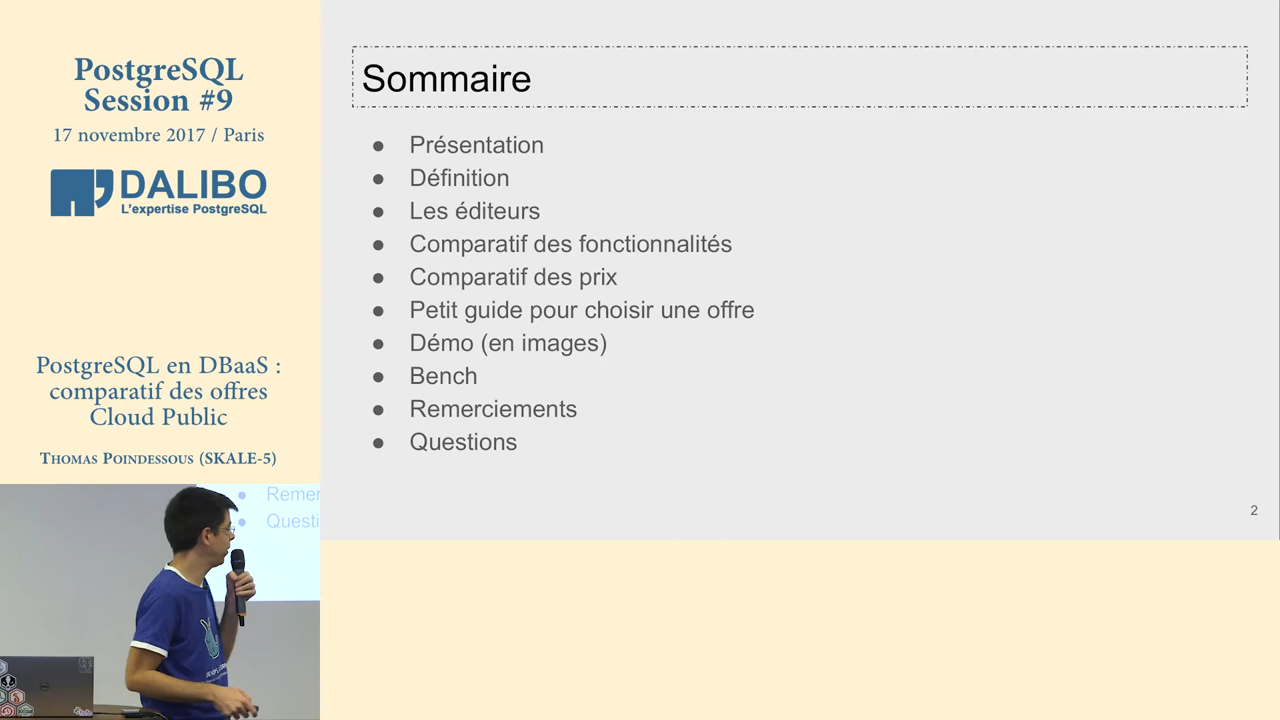 PostgreSQL
Session #9
17 novembre 2017 / Paris
DALIBO
L'expertise PostgreSQL
PostgreSQL en DBaaS :
comparatif des offres
Cloud Public
Thomas Poindessous (SKALE-5)
Sommaire
● Présentation
● Définition
● Les éditeurs
● Comparatif des fonctionnalités
● Comparatif des prix
● Petit guide pour choisir une offre
● Démo (en images)
● Bench
● Remerciements
● Questions
2
● Remer
● Questi